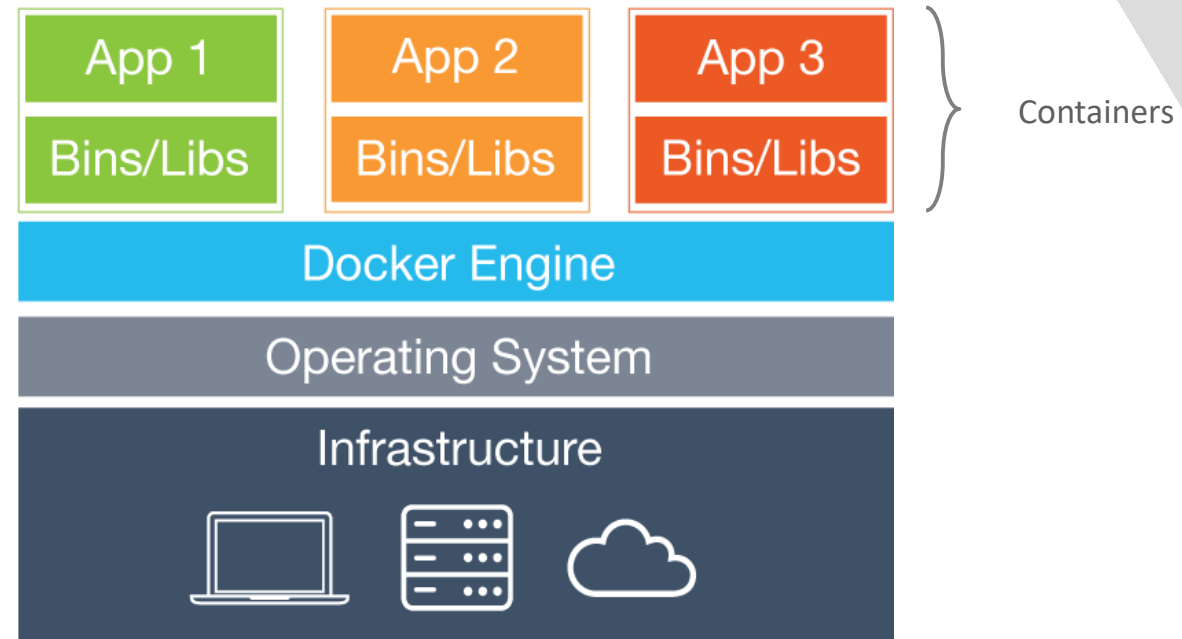 App 1
App 2
App 3
Containers
Bins/Libs
Bins/Libs
Bins/Libs
Docker Engine
Operating System
Infrastructure